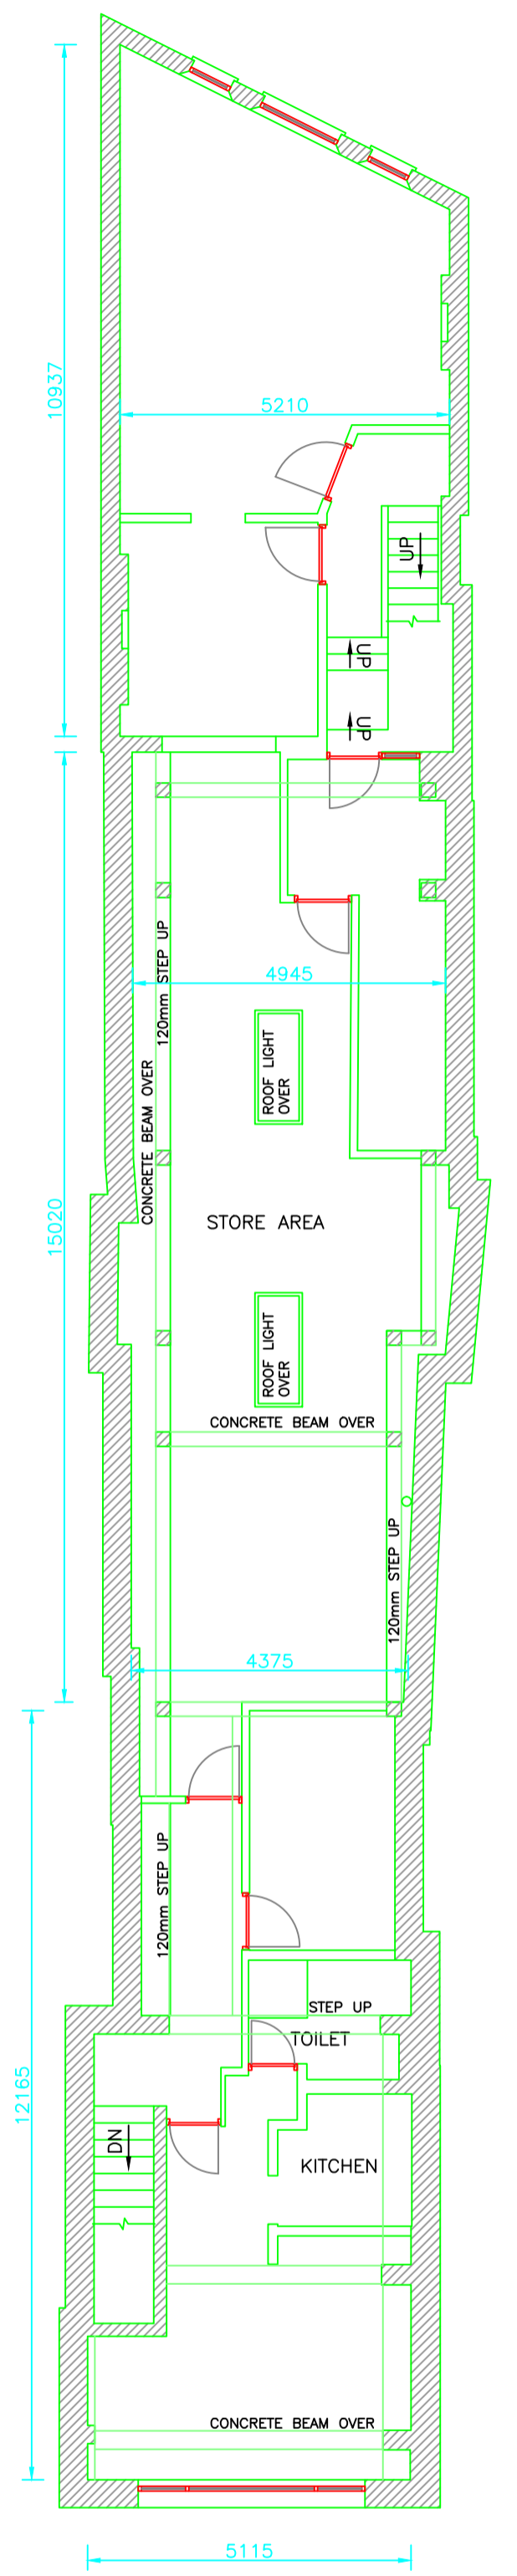 10937
5210
UP
UP
UP
120mm STEP UP
4945
CONCRETE BEAM OVER
ROOF LIGHT
OVER
15020
STORE AREA
ROOF LIGHT
OVER
CONCRETE BEAM OVER
120mm STEP UP
4375
120mm STEP UP
STEP UP
TOILET
12165
DN
KITCHEN
CONCRETE BEAM OVER
5115